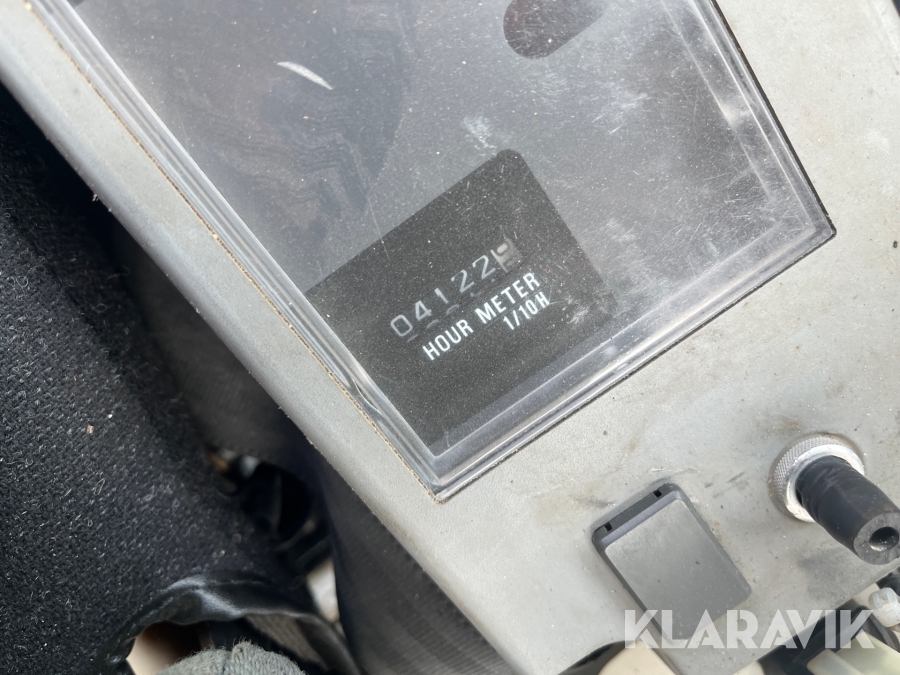 04122
HOUR METER
1/10H
KLARAVIK